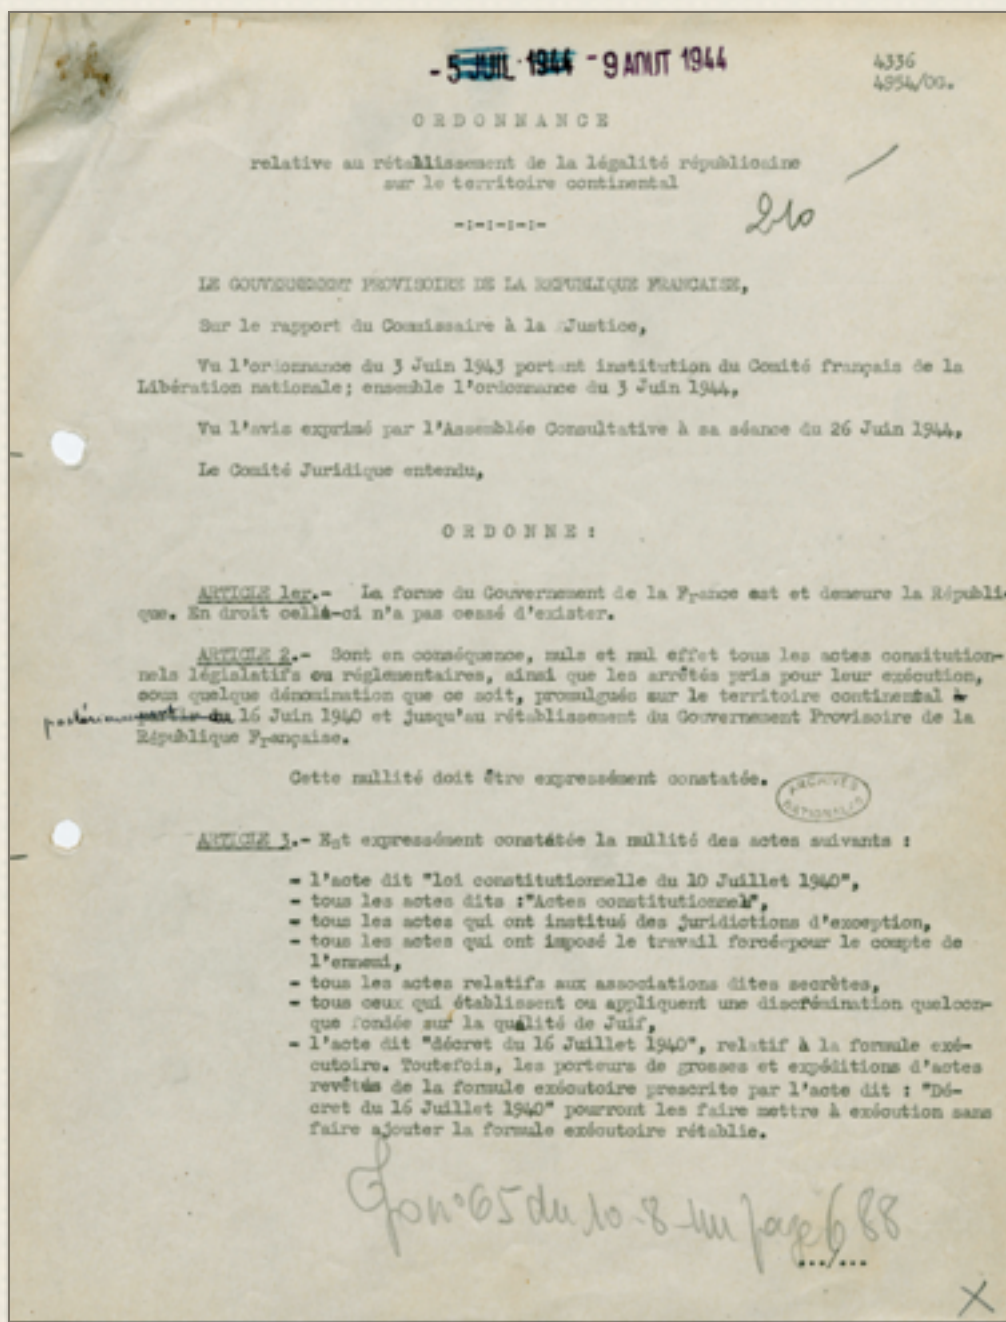 - 5 JUIL 1944 - 9 AOUT 1944
4336
4954/DG.
ORDONNANCE
relative au rétablissement de la légalité républicaine
sur le territoire continental
210
-:-:-:-:-
LE GOUVERNEMENT PROVISOIRE DE LA REPUBLIQUE FRANCAISE,
Sur le rapport du Commissaire à la Justice,
Vu l'ordonnance du 3 Juin 1943 portant institution du Comité français de la
Libération nationale; ensemble l'ordonnance du 3 Juin 1944,
Vu l'avis exprimé par l'Assemblée Consultative à sa séance du 26 Juin 1944,
Le Comité Juridique entendu,
ORDONNE :
ARTICLE 1er.- La forme du Gouvernement de la France est et demeure la Républi-
que. En droit celle-ci n'a pas cessé d'exister.
ARTICLE 2.- Sont en conséquence, nuls et nul effet tous les actes consitution-
nels législatifs ou réglementaires, ainsi que les arrêtés pris pour leur exécution,
sous quelque dénomination que ce soit, promulgués sur le territoire continental
postérieurement au 16 Juin 1940 et jusqu'au rétablissement du Gouvernement Provisoire de la
République Française.
Cette nullité doit être expressément constatée.
ARCHIVES
NATIONALES
ARTICLE 3.- Est expressément constatée la nullité des actes suivants :
- l'acte dit "loi constitutionnelle du 10 Juillet 1940",
- tous les actes dits :"Actes constitutionnels",
- tous les actes qui ont institué des juridictions d'exception,
- tous les actes qui ont imposé le travail forcépour le compte de
l'ennemi,
- tous les actes relatifs aux associations dites secrètes,
- tous ceux qui établissent ou appliquent une discrémination quelcon-
que fondée sur la qualité de Juif,
- l'acte dit "décret du 16 Juillet 1940", relatif à la formule exé-
cutoire. Toutefois, les porteurs de grosses et expéditions d'actes
revêtus de la formule exécutoire prescrite par l'acte dit : "Dé-
cret du 16 Juillet 1940" pourront les faire mettre à exécution sans
faire ajouter la formule exécutoire rétablie.
n°65 du 10-8-44 page 688
.../...